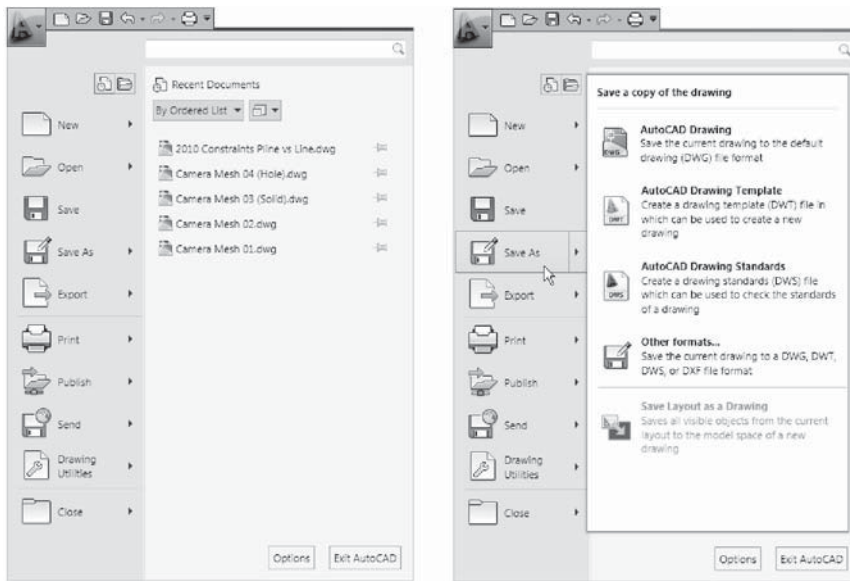 Recent Documents
By Ordered List
New
2010 Constraints Pline vs Line.dwg
Camera Mesh 04 (Hole).dwg
Open
Camera Mesh 03 (Solid).dwg
Save
Camera Mesh 02.dwg
Save As
Camera Mesh 01.dwg
Export
Print
Publish
Send
Drawing
Utilities
Close
Options
Exit AutoCAD
New
Open
Save
Save As
Export
Print
Publish
Send
Drawing
Utilities
Close
Save a copy of the drawing
AutoCAD Drawing
Save the current drawing to the default
drawing (DWG) file format
DWG
AutoCAD Drawing Template
Create a drawing template (DWT) file in
which can be used to create a new
drawing
DWT
AutoCAD Drawing Standards
Create a drawing standards (DWS) file
which can be used to check the standards
of a drawing
DWS
Other formats...
Save the current drawing to a DWG, DWT,
DWS, or DXF file format
Save Layout as a Drawing
Saves all visible objects from the current
layout to the model space of a new
drawing
Options
Exit AutoCAD